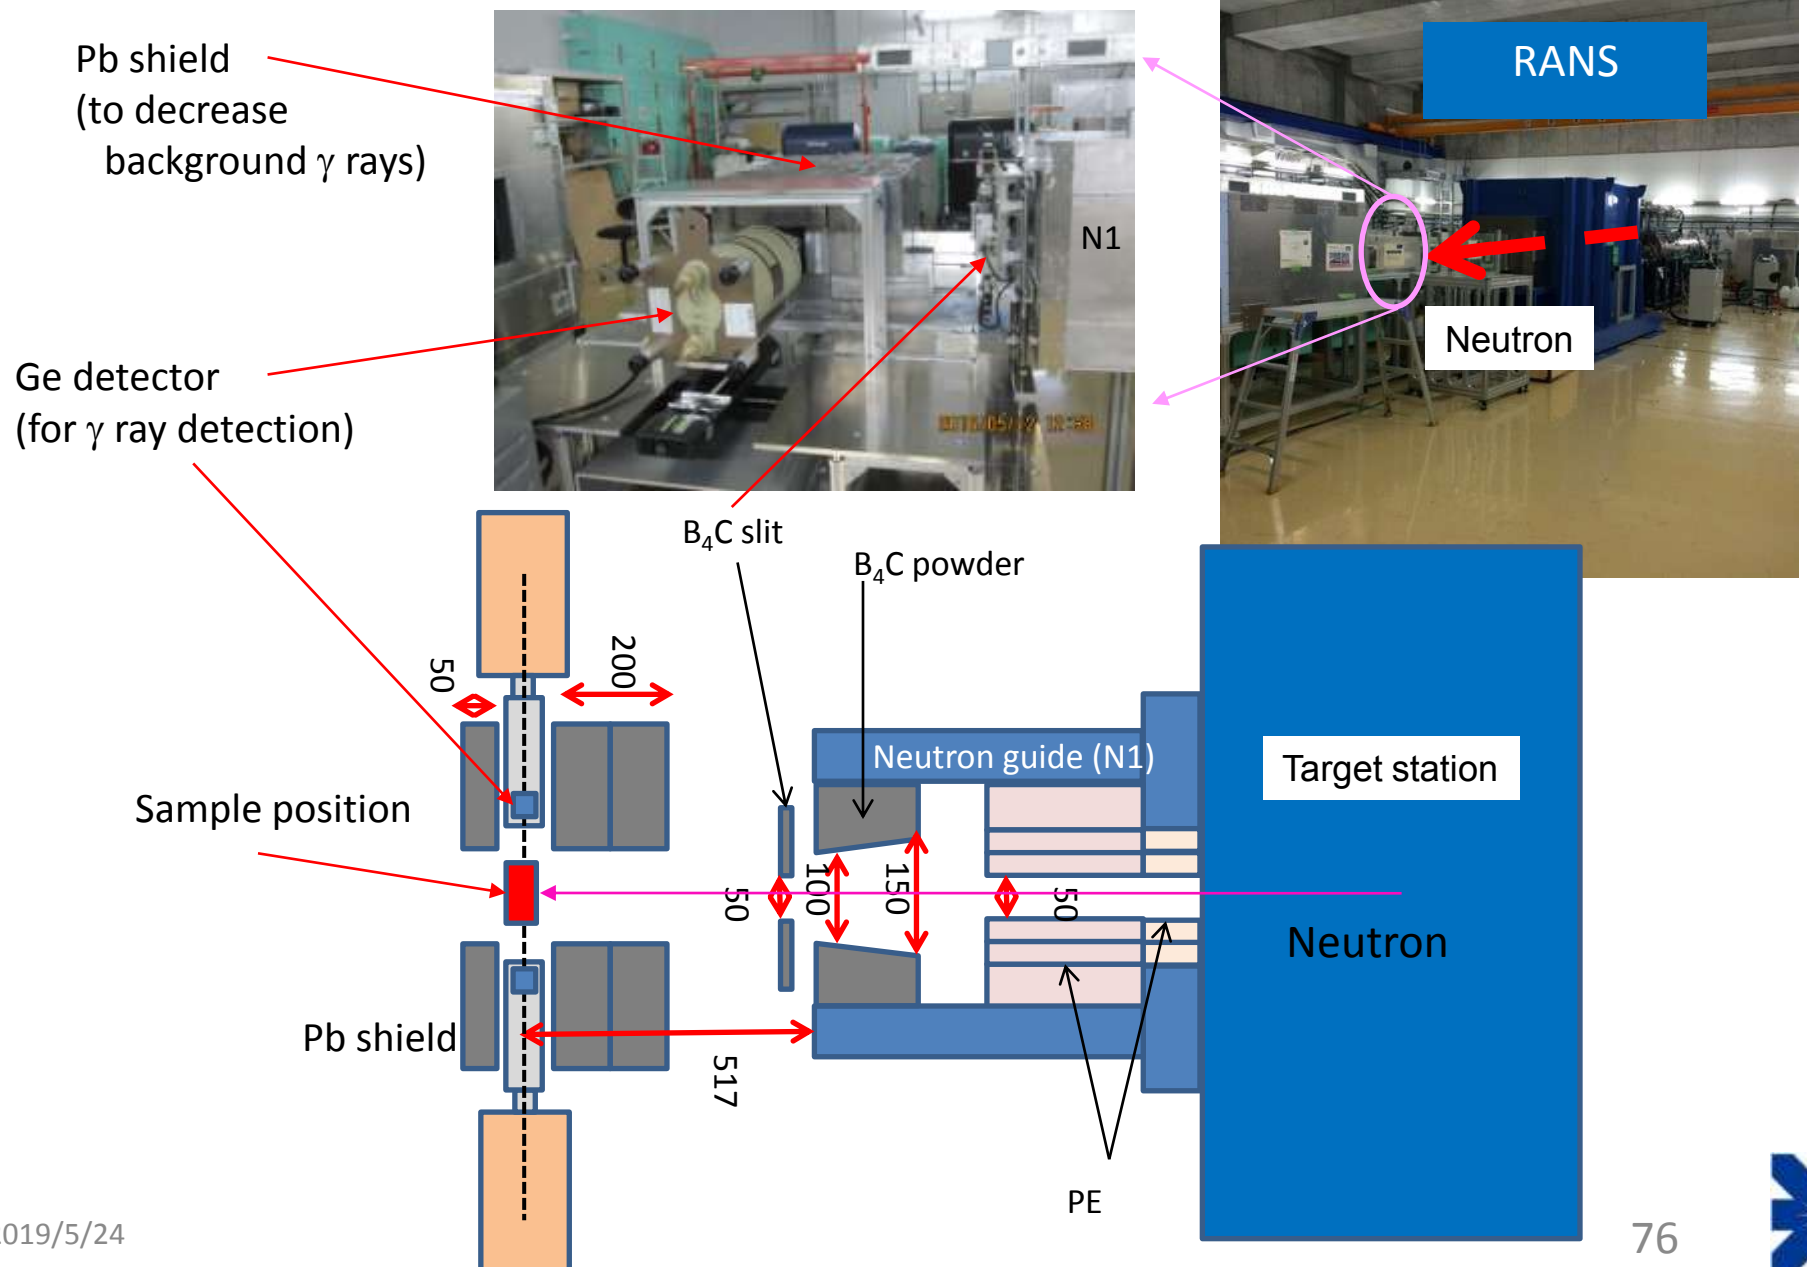 Pb shield
(to decrease
background γ rays)
RANS
N1
Neutron
Ge detector
(for γ ray detection)
B₄C slit
B₄C powder
50
200
Neutron guide (N1)
Target station
Sample position
50
100
150
50
Neutron
Pb shield
517
PE
2019/5/24
76